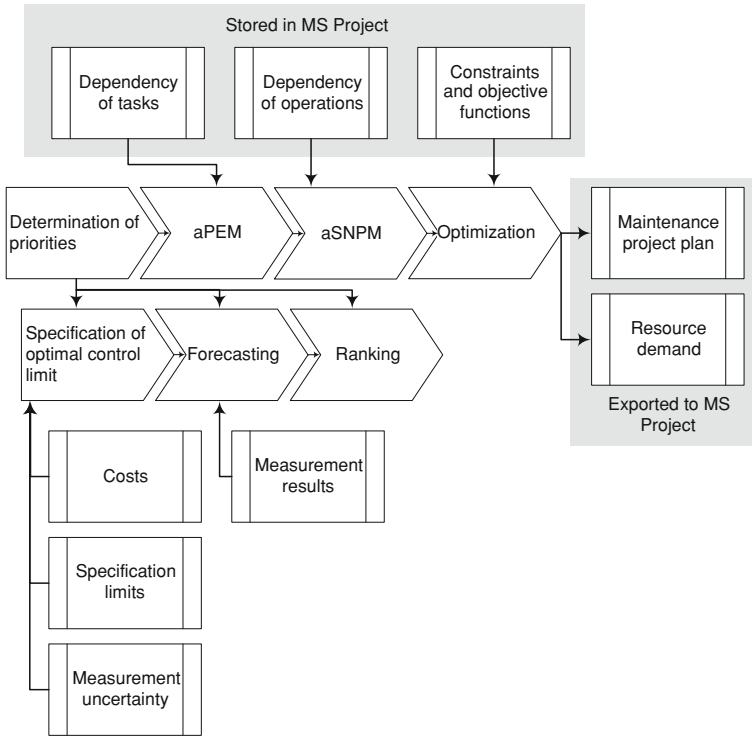 Stored in MS Project
Dependency
of tasks
Dependency
of operations
Constraints
and objective
functions
Determination of
priorities
aPEM
aSNPM
Optimization
Maintenance
project plan
Specification of
optimal control
limit
Forecasting
Ranking
Resource
demand
Exported to MS
Project
Costs
Measurement
results
Specification
limits
Measurement
uncertainty